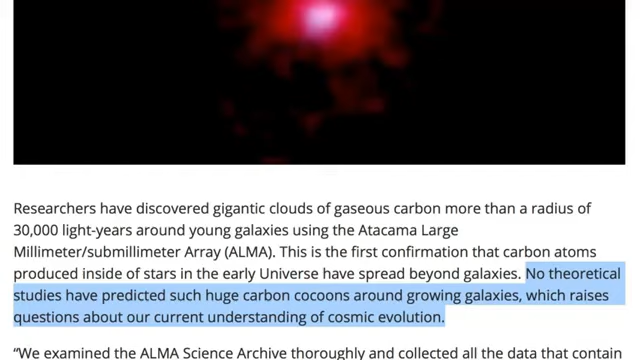 Researchers have discovered gigantic clouds of gaseous carbon more than a radius of
30,000 light-years around young galaxies using the Atacama Large
Millimeter/submillimeter Array (ALMA). This is the first confirmation that carbon atoms
produced inside of stars in the early Universe have spread beyond galaxies. No theoretical
studies have predicted such huge carbon cocoons around growing galaxies, which raises
questions about our current understanding of cosmic evolution.
“We examined the ALMA Science Archive thoroughly and collected all the data that contain